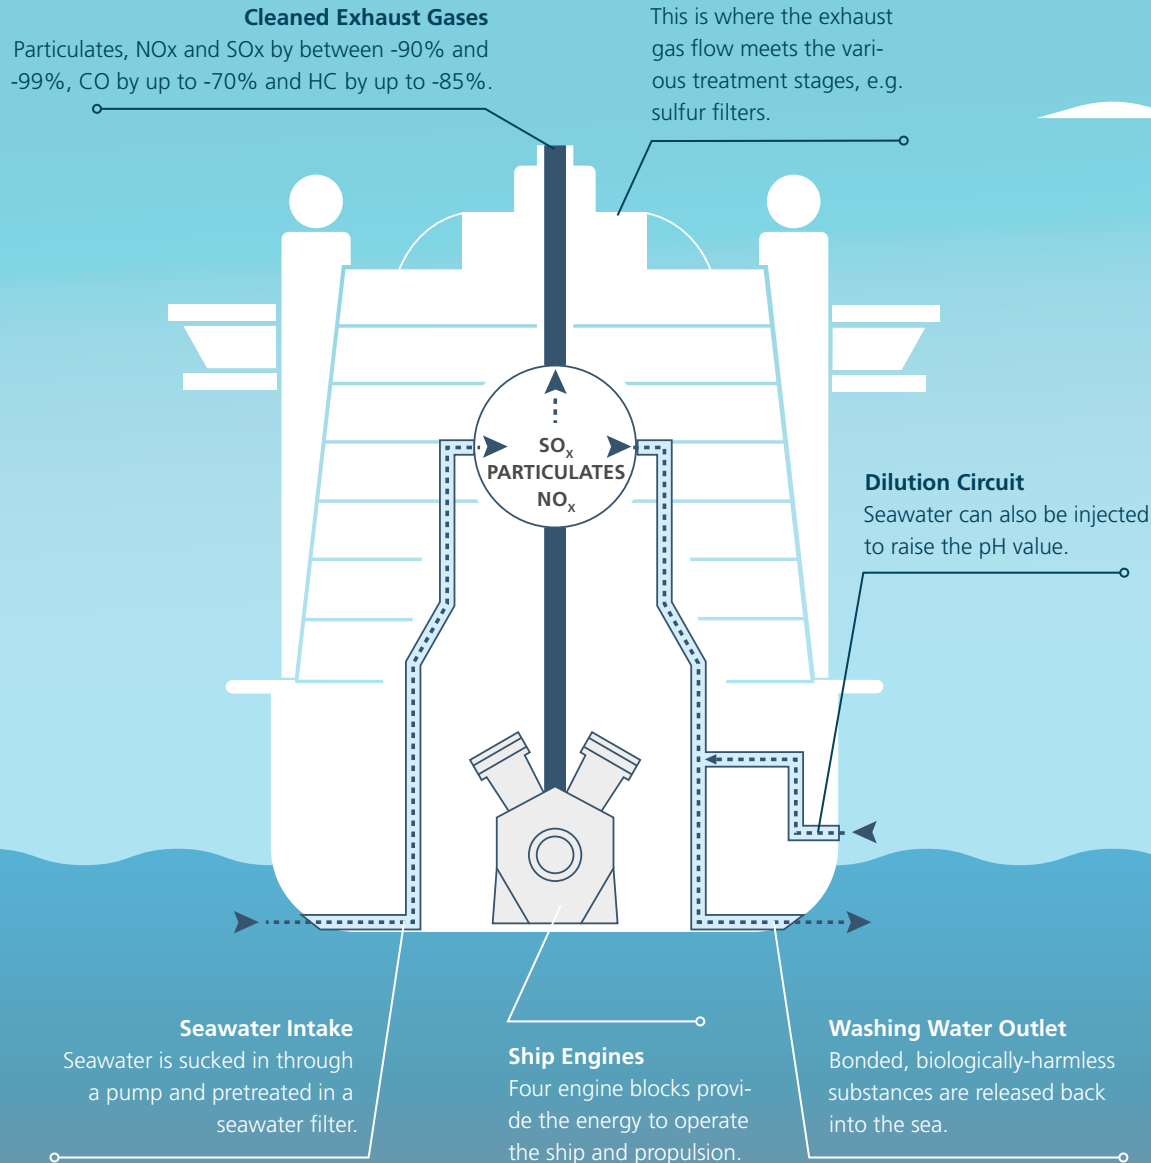 Cleaned Exhaust Gases
Particulates, NOx and SOx by between -90% and
-99%, CO by up to -70% and HC by up to -85%.
This is where the exhaust
gas flow meets the vari-
ous treatment stages, e.g.
sulfur filters.
SOx
PARTICULATES
NOx
Dilution Circuit
Seawater can also be injected
to raise the pH value.
Seawater Intake
Seawater is sucked in through
a pump and pretreated in a
seawater filter.
Ship Engines
Four engine blocks provi-
de the energy to operate
the ship and propulsion.
Washing Water Outlet
Bonded, biologically-harmless
substances are released back
into the sea.